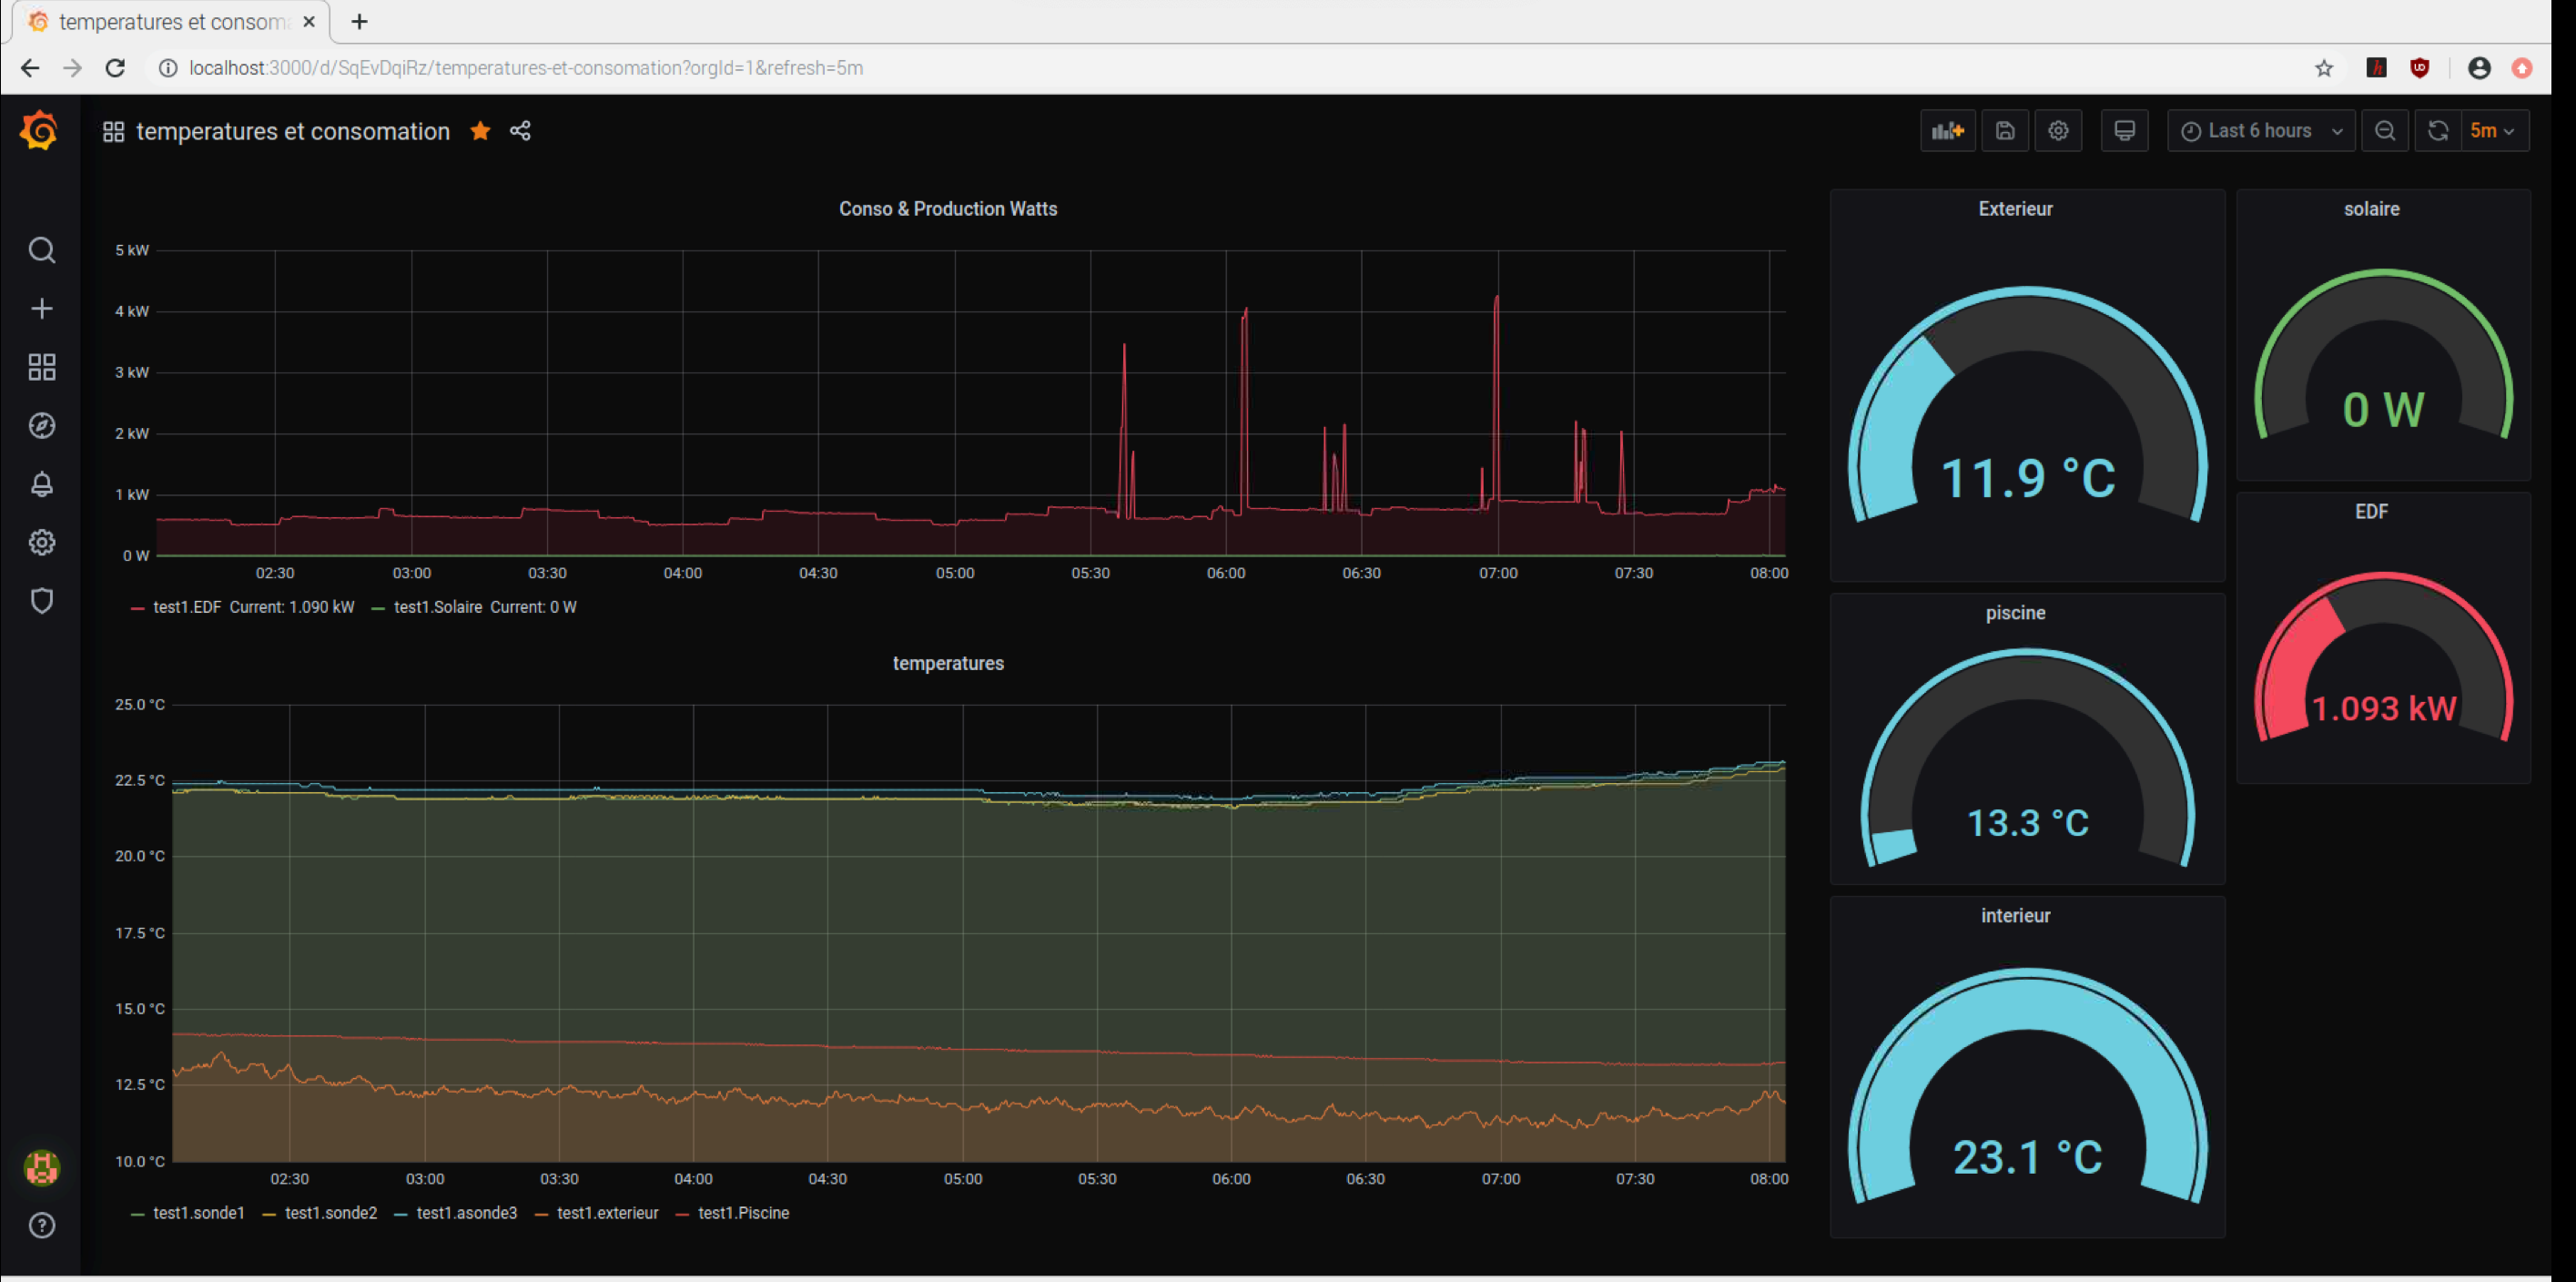 temperatures et consoma
localhost:3000/d/SqEvDqiRz/temperatures-et-consomation?orgId=1&refresh=5m
temperatures et consomation
Last 6 hours
5m
Conso & Production Watts
5 kW
4 kW
3 kW
2 kW
1 kW
0 W
02:30 03:00 03:30 04:00 04:30 05:00 05:30 06:00 06:30 07:00 07:30 08:00
test1.EDF Current: 1.090 kW test1.Solaire Current: 0 W
temperatures
25.0 °C
22.5 °C
20.0 °C
17.5 °C
15.0 °C
12.5 °C
10.0 °C
02:30 03:00 03:30 04:00 04:30 05:00 05:30 06:00 06:30 07:00 07:30 08:00
test1.sonde1 test1.sonde2 test1.asonde3 test1.exterieur test1.Piscine
Exterieur
11.9 °C
piscine
13.3 °C
interieur
23.1 °C
solaire
0 W
EDF
1.093 kW